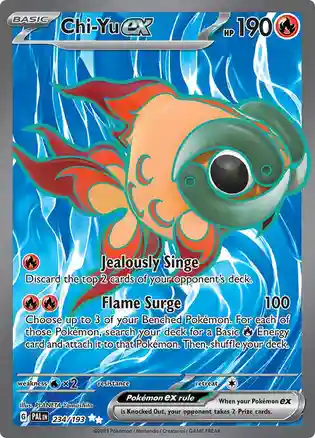 BASIC
Chi-Yu ex HP 190
Jealously Singe
Discard the top 2 cards of your opponent's deck.
Flame Surge 100
Choose up to 3 of your Benched Pokémon. For each of
those Pokémon, search your deck for a Basic Energy
card and attach it to that Pokémon. Then, shuffle your deck.
weakness ×2 resistance retreat
Pokémon ex rule
When your Pokémon ex
is Knocked Out, your opponent takes 2 Prize cards.
Illus. PLANETA Yamashita
G PAL EN 234/193
©2023 Pokémon / Nintendo / Creatures / GAME FREAK